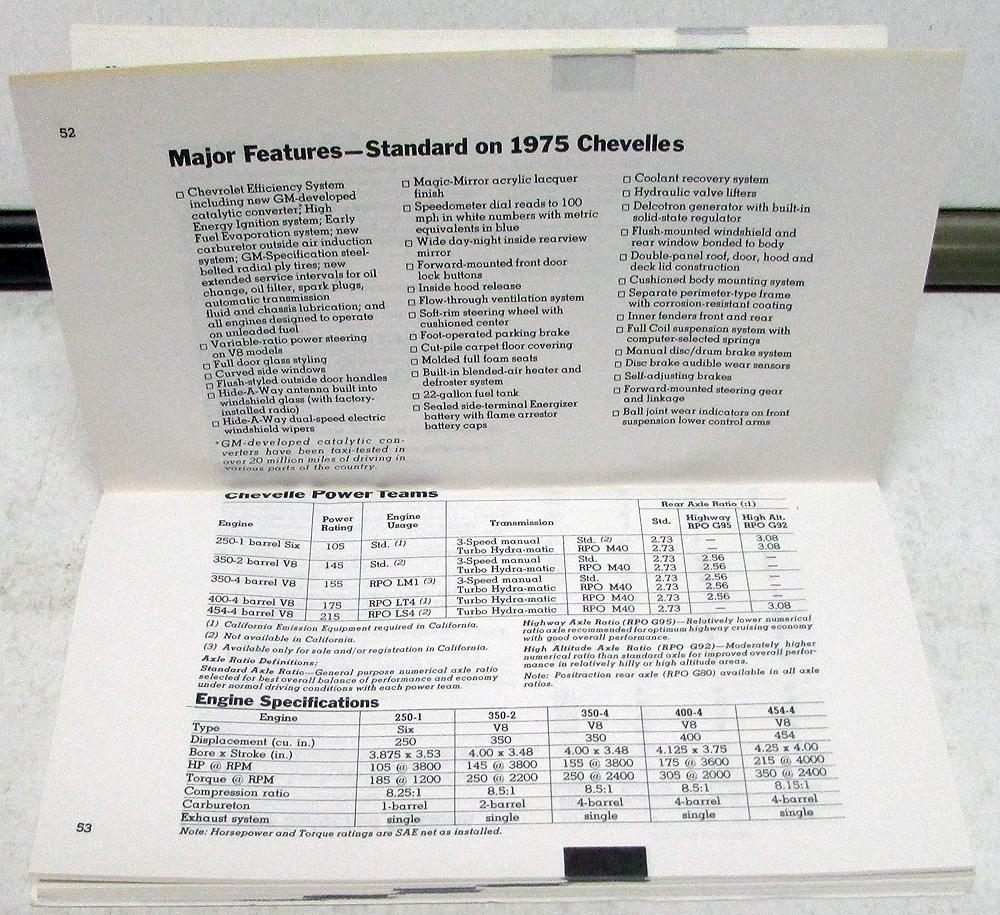 52
Major Features—Standard on 1975 Chevelles
□ Chevrolet Efficiency System
including new GM-developed
catalytic converter;* High
Energy Ignition system; Early
Fuel Evaporation system; new
carburetor outside air induction
system; GM-Specification steel-
belted radial ply tires; new
extended service intervals for oil
change, oil filter, spark plugs,
automatic transmission
fluid and chassis lubrication; and
all engines designed to operate
on unleaded fuel
□ Variable-ratio power steering
on V8 models
□ Full door glass styling
□ Curved side windows
□ Flush-styled outside door handles
□ Hide-A-Way antenna built into
windshield glass (with factory-
installed radio)
□ Hide-A-Way dual-speed electric
windshield wipers
*GM-developed catalytic con-
verters have been taxi-tested in
over 20 million miles of driving in
various parts of the country.
□ Magic-Mirror acrylic lacquer
finish
□ Speedometer dial reads to 100
mph in white numbers with metric
equivalents in blue
□ Wide day-night inside rearview
mirror
□ Forward-mounted front door
lock buttons
□ Inside hood release
□ Flow-through ventilation system
□ Soft-rim steering wheel with
cushioned center
□ Foot-operated parking brake
□ Cut-pile carpet floor covering
□ Molded full foam seats
□ Built-in blended-air heater and
defroster system
□ 22-gallon fuel tank
□ Sealed side-terminal Energizer
battery with flame arrestor
battery caps
□ Coolant recovery system
□ Hydraulic valve lifters
□ Delcotron generator with built-in
solid-state regulator
□ Flush-mounted windshield and
rear window bonded to body
□ Double-panel roof, door, hood and
deck lid construction
□ Cushioned body mounting system
□ Separate perimeter-type frame
with corrosion-resistant coating
□ Inner fenders front and rear
□ Full Coil suspension system with
computer-selected springs
□ Manual disc/drum brake system
□ Disc brake audible wear sensors
□ Self-adjusting brakes
□ Forward-mounted steering gear
and linkage
□ Ball joint wear indicators on front
suspension lower control arms
Chevelle Power Teams
Rear Axle Ratio (:1)
Engine Power Rating Engine Usage Transmission Std. Highway RPO G95 High Alt. RPO G92
250-1 barrel Six 105 Std. (1) 3-Speed manual Std. (2) 2.73 — 3.08
Turbo Hydra-matic RPO M40 2.73 — 3.08
350-2 barrel V8 145 Std. (2) 3-Speed manual Std. 2.73 2.56 —
Turbo Hydra-matic RPO M40 2.73 2.56 —
350-4 barrel V8 155 RPO LM1 (3) 3-Speed manual Std. 2.73 2.56 —
Turbo Hydra-matic RPO M40 2.73 2.56 —
400-4 barrel V8 175 RPO LT4 (1) Turbo Hydra-matic RPO M40 2.73 2.56 —
454-4 barrel V8 215 RPO LS4 (2) Turbo Hydra-matic RPO M40 2.73 — 3.08
(1) California Emission Equipment required in California.
(2) Not available in California.
(3) Available only for sale and/or registration in California.
Axle Ratio Definitions:
Standard Axle Ratio—General purpose numerical axle ratio
selected for best overall balance of performance and economy
under normal driving conditions with each power team.
Highway Axle Ratio (RPO G95)—Relatively lower numerical
ratio axle recommended for optimum highway cruising economy
with good overall performance.
High Altitude Axle Ratio (RPO G92)—Moderately higher
numerical ratio than standard axle for improved overall perfor-
mance in relatively hilly or high altitude areas.
Note: Positraction rear axle (RPO G80) available in all axle
ratios.
Engine Specifications
Engine 250-1 350-2 350-4 400-4 454-4
Type Six V8 V8 V8 V8
Displacement (cu. in.) 250 350 350 400 454
Bore x Stroke (in.) 3.875 x 3.53 4.00 x 3.48 4.00 x 3.48 4.125 x 3.75 4.25 x 4.00
HP @ RPM 105 @ 3800 145 @ 3800 155 @ 3800 175 @ 3600 215 @ 4000
Torque @ RPM 185 @ 1200 250 @ 2200 250 @ 2400 305 @ 2000 350 @ 2400
Compression ratio 8.25:1 8.5:1 8.5:1 8.5:1 8.15:1
Carbureton 1-barrel 2-barrel 4-barrel 4-barrel 4-barrel
Exhaust system single single single single single
Note: Horsepower and Torque ratings are SAE net as installed.
53